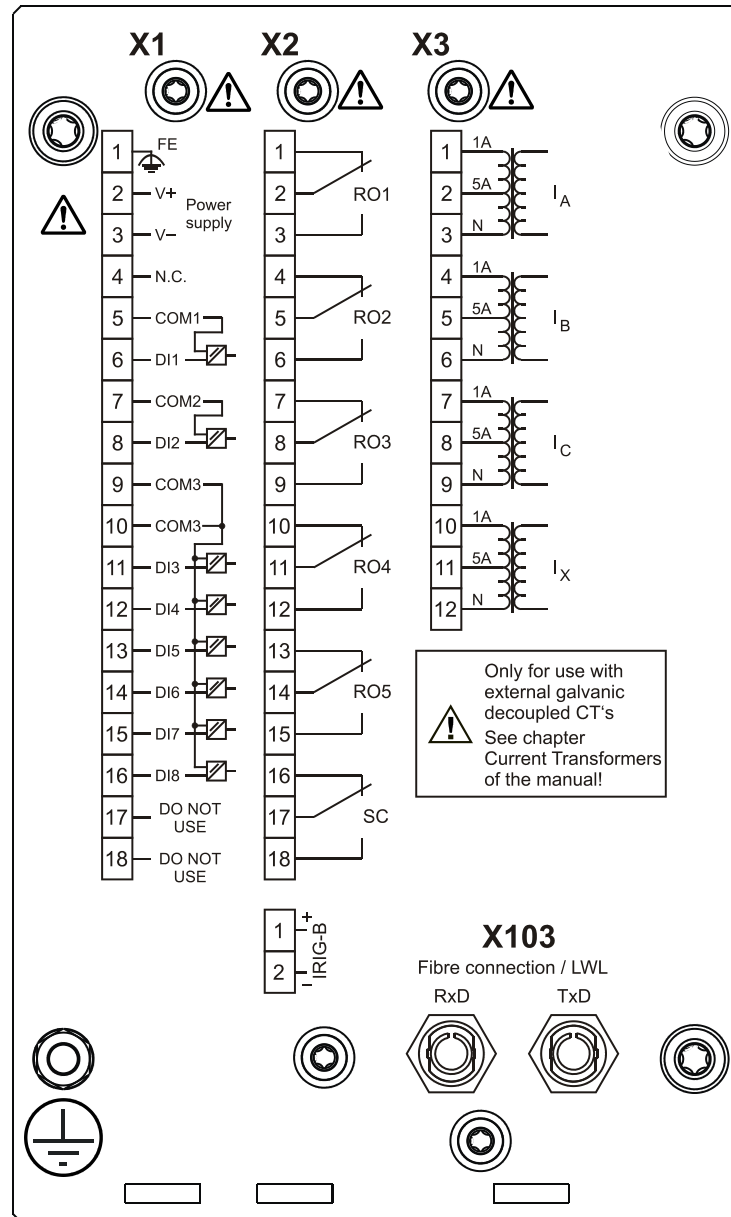 X1 X2 X3
1 FE
2 V+
Power
supply
3 V–
4 N.C.
5 COM1
6 DI1
7 COM2
8 DI2
9 COM3
10 COM3
11 DI3
12 DI4
13 DI5
14 DI6
15 DI7
16 DI8
17 DO NOT
USE
18 DO NOT
USE
1
2 RO1
3
4
5 RO2
6
7
8 RO3
9
10
11 RO4
12
13
14 RO5
15
16
17 SC
18
1 +
2 –
IRIG-B
1 1A
2 5A IA
3 N
4 1A
5 5A IB
6 N
7 1A
8 5A IC
9 N
10 1A
11 5A IX
12 N
Only for use with
external galvanic
decoupled CT‘s
See chapter
Current Transformers
of the manual!
X103
Fibre connection / LWL
RxD TxD